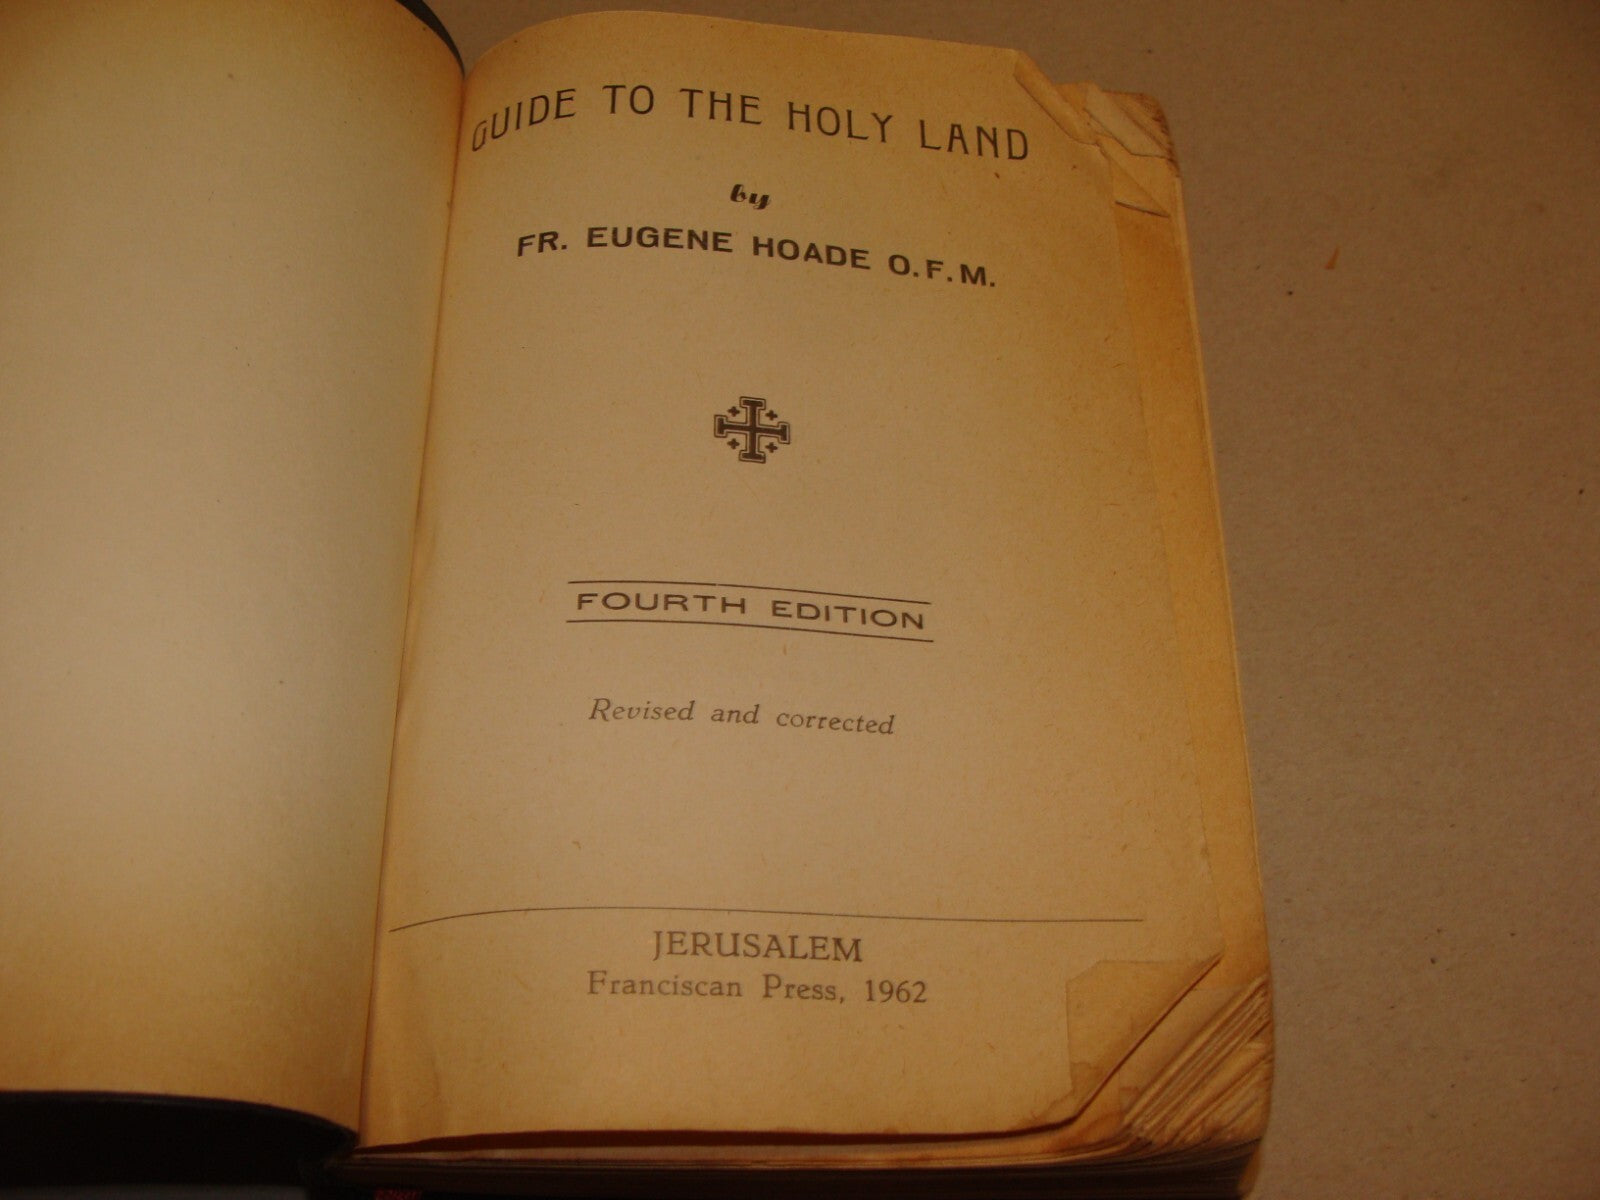 GUIDE TO THE HOLY LAND
by
FR. EUGENE HOADE O.F.M.
FOURTH EDITION
Revised and corrected
JERUSALEM
Franciscan Press, 1962